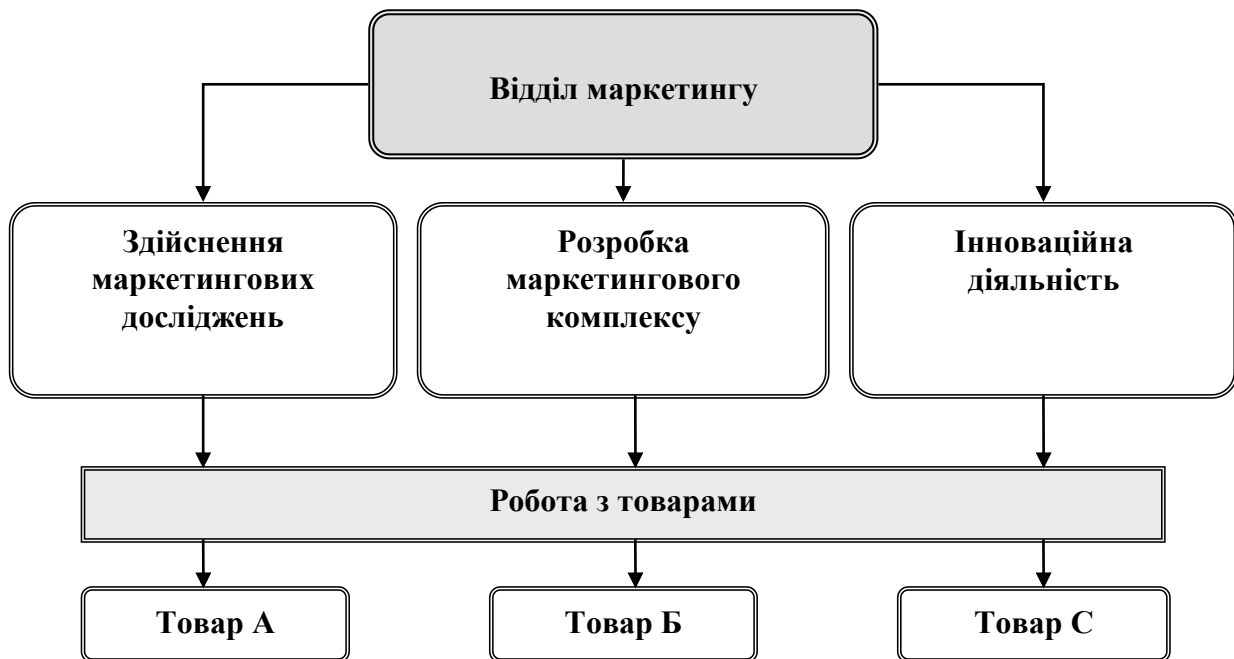 Відділ маркетингу
Здійснення
маркетингових
досліджень
Розробка
маркетингового
комплексу
Інноваційна
діяльність
Робота з товарами
Товар А
Товар Б
Товар С